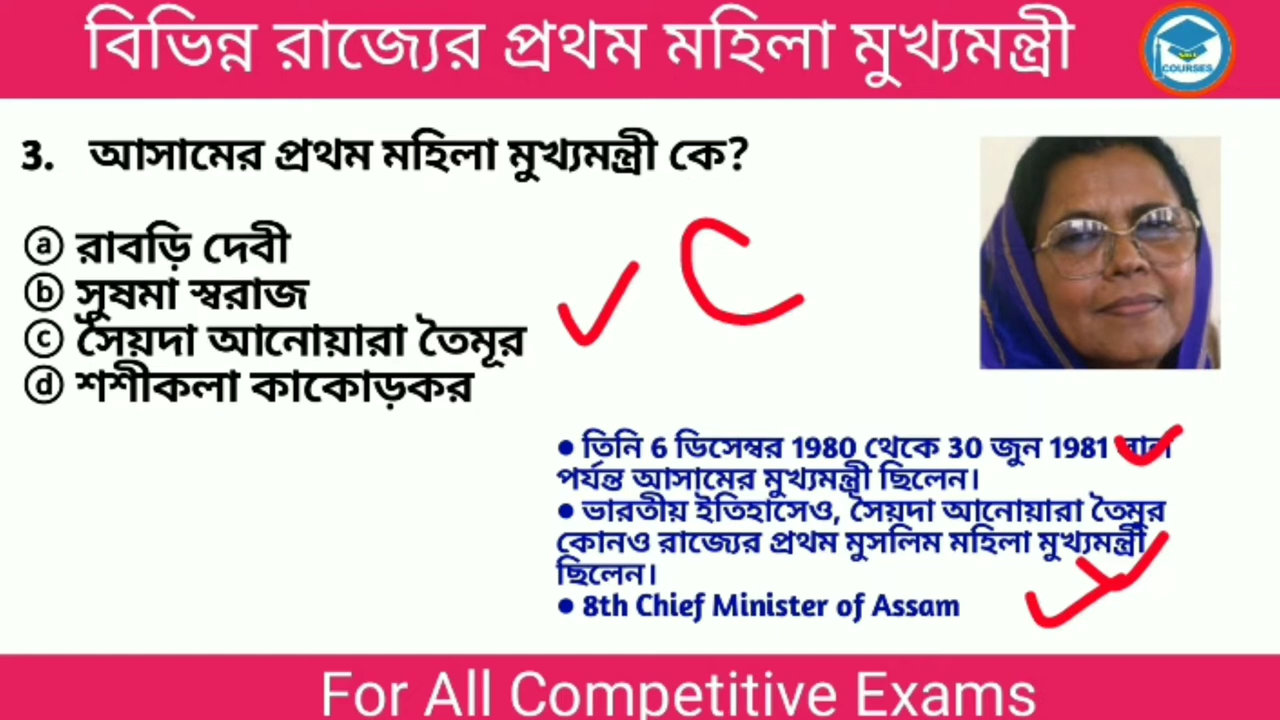 বিভিন্ন রাজ্যের প্রথম মহিলা মুখ্যমন্ত্রী
COURSES
3. আসামের প্রথম মহিলা মুখ্যমন্ত্রী কে?
ⓐ রাবড়ি দেবী
ⓑ সুষমা স্বরাজ
ⓒ সৈয়দা আনোয়ারা তৈমূর
ⓓ শশীকলা কাকোড়কর
C
● তিনি 6 ডিসেম্বর 1980 থেকে 30 জুন 1981 সাল
পর্যন্ত আসামের মুখ্যমন্ত্রী ছিলেন।
● ভারতীয় ইতিহাসেও, সৈয়দা আনোয়ারা তৈমুর
কোনও রাজ্যের প্রথম মুসলিম মহিলা মুখ্যমন্ত্রী
ছিলেন।
● 8th Chief Minister of Assam
For All Competitive Exams